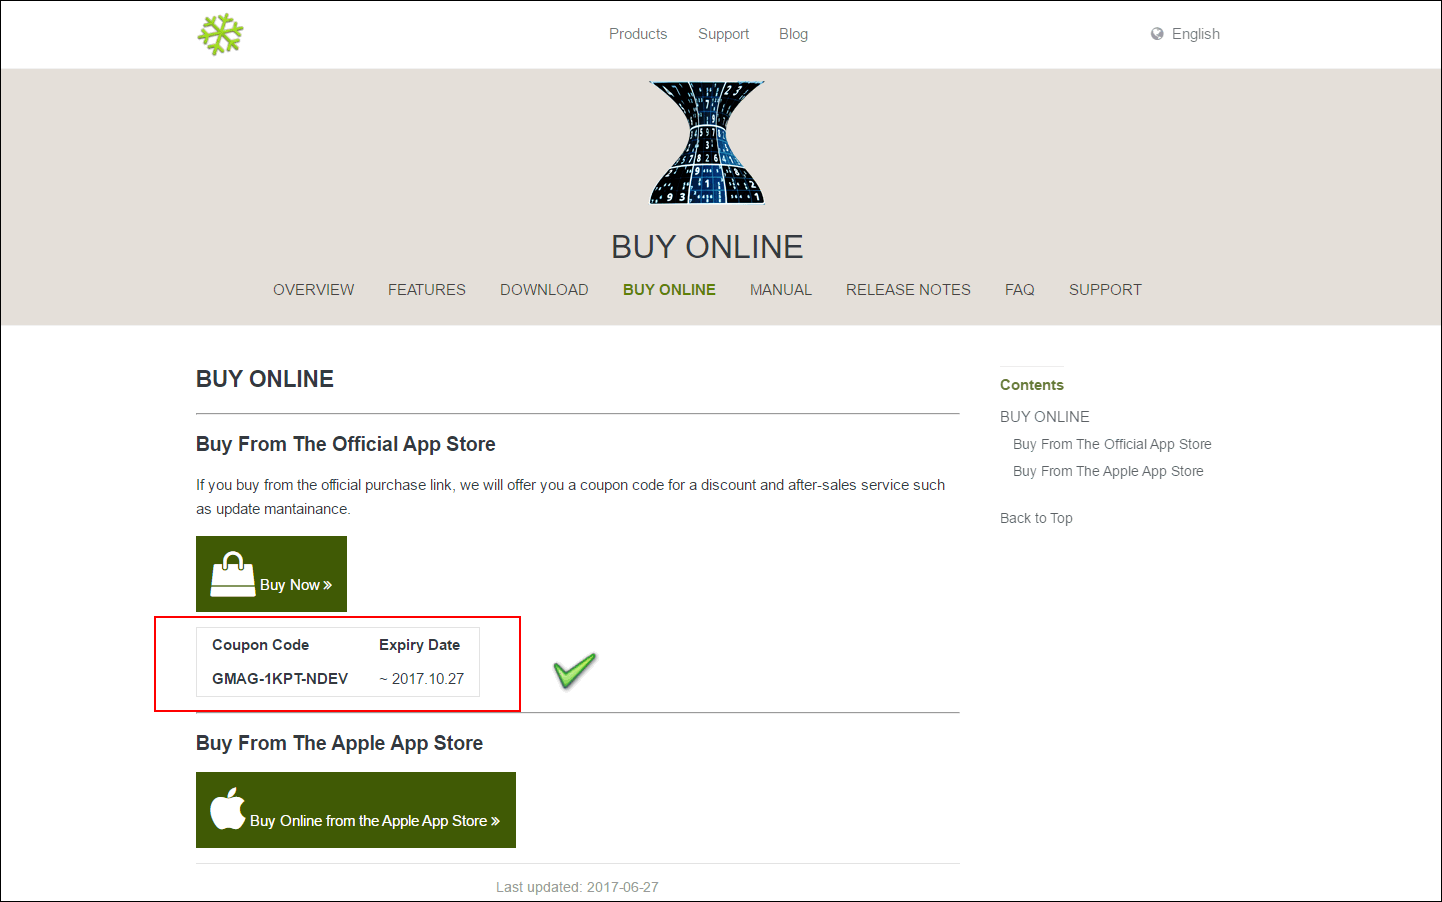 Products Support Blog English
BUY ONLINE
OVERVIEW FEATURES DOWNLOAD BUY ONLINE MANUAL RELEASE NOTES FAQ SUPPORT
BUY ONLINE
Buy From The Official App Store
If you buy from the official purchase link, we will offer you a coupon code for a discount and after-sales service such
as update mantainance.
Buy Now »
Coupon Code Expiry Date
GMAG-1KPT-NDEV ~ 2017.10.27
Buy From The Apple App Store
Buy Online from the Apple App Store »
Last updated: 2017-06-27
Contents
BUY ONLINE
Buy From The Official App Store
Buy From The Apple App Store
Back to Top